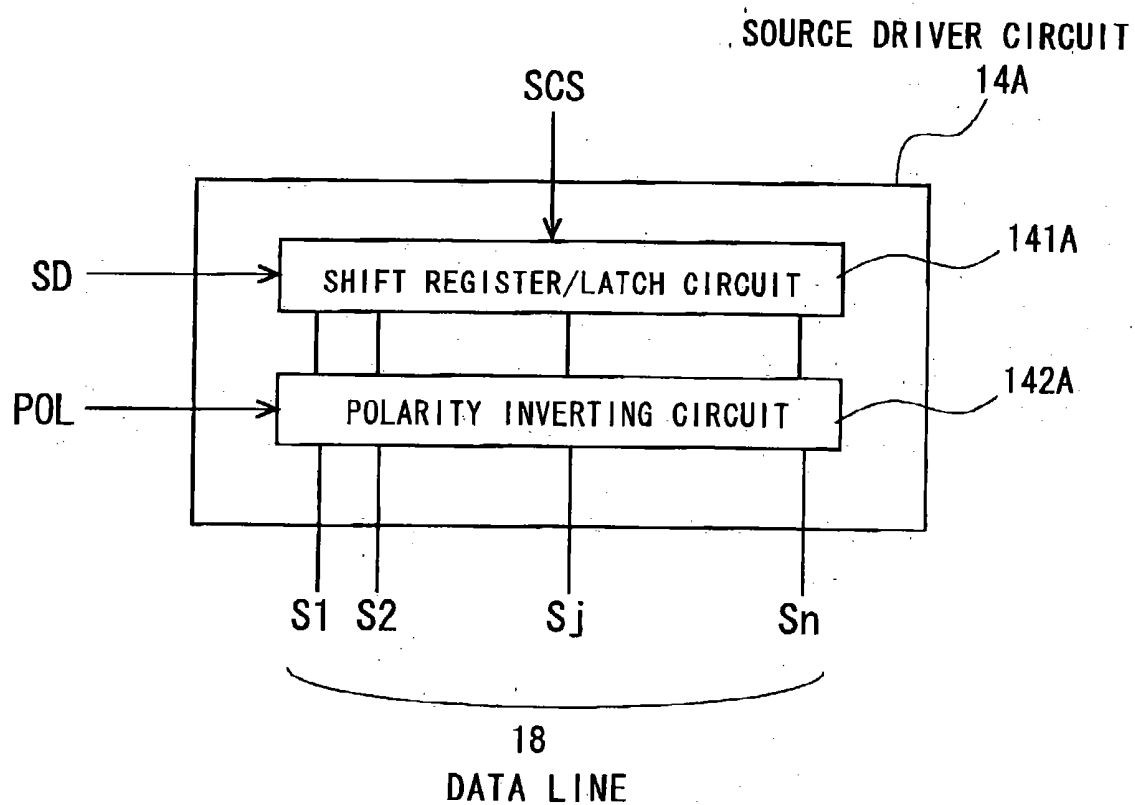 SOURCE DRIVER CIRCUIT
14A
SCS
141A
SD
SHIFT REGISTER/LATCH CIRCUIT
142A
POL
POLARITY INVERTING CIRCUIT
S1 S2 Sj Sn
18
DATA LINE